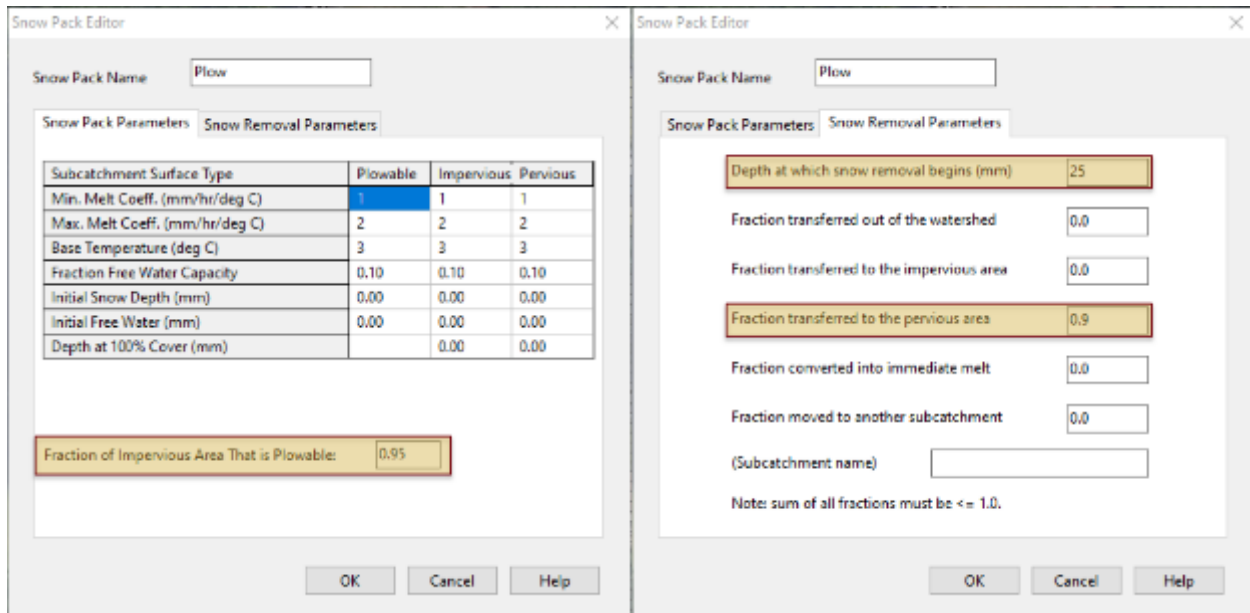 Snow Pack Editor
Snow Pack Name Plow
Snow Pack Parameters Snow Removal Parameters
Subcatchment Surface Type Plowable Impervious Pervious
Min. Melt Coeff. (mm/hr/deg C) 1 1 1
Max. Melt Coeff. (mm/hr/deg C) 2 2 2
Base Temperature (deg C) 3 3 3
Fraction Free Water Capacity 0.10 0.10 0.10
Initial Snow Depth (mm) 0.00 0.00 0.00
Initial Free Water (mm) 0.00 0.00 0.00
Depth at 100% Cover (mm) 0.00 0.00
Fraction of Impervious Area That is Plowable: 0.95
OK Cancel Help
Snow Pack Editor
Snow Pack Name Plow
Snow Pack Parameters Snow Removal Parameters
Depth at which snow removal begins (mm) 25
Fraction transferred out of the watershed 0.0
Fraction transferred to the impervious area 0.0
Fraction transferred to the pervious area 0.9
Fraction converted into immediate melt 0.0
Fraction moved to another subcatchment 0.0
(Subcatchment name)
Note: sum of all fractions must be <= 1.0.
OK Cancel Help